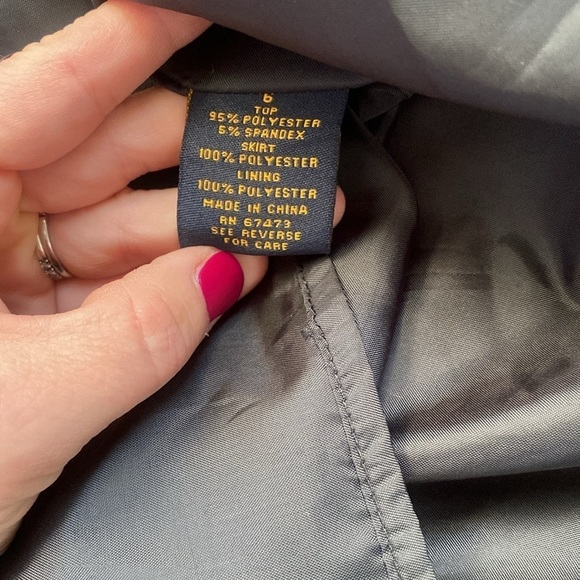 6
TOP
95% POLYESTER
5% SPANDEX
SKIRT
100% POLYESTER
LINING
100% POLYESTER
MADE IN CHINA
RN 67473
SEE REVERSE
FOR CARE